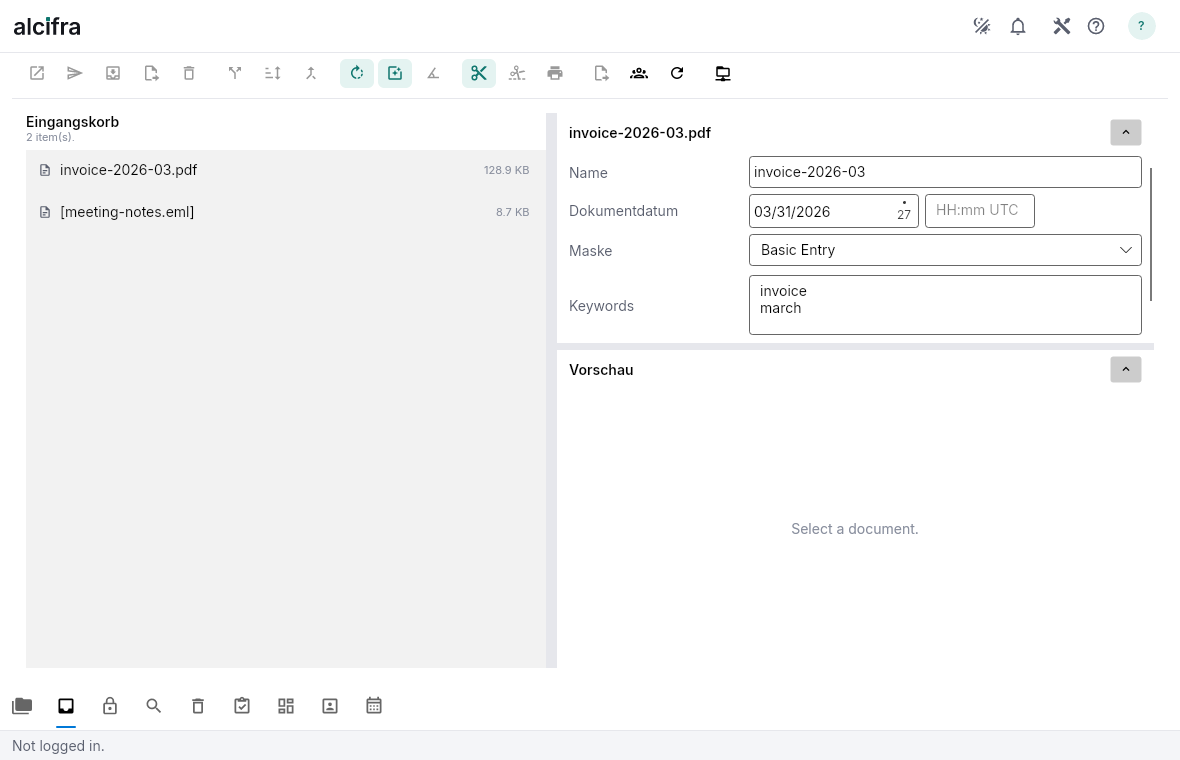 alcifra
?
Eingangskorb
2 item(s).
invoice-2026-03.pdf
128.9 KB
[meeting-notes.eml]
8.7 KB
invoice-2026-03.pdf
Name
invoice-2026-03
Dokumentdatum
03/31/2026
27
HH:mm UTC
Maske
Basic Entry
Keywords
invoice
march
Vorschau
Select a document.
Not logged in.